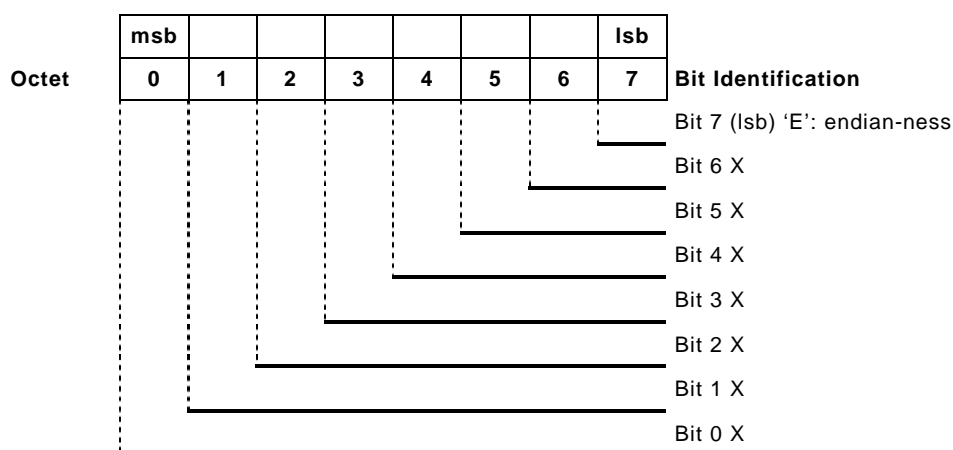 msb lsb
Octet 0 1 2 3 4 5 6 7 Bit Identification
Bit 7 (lsb) ‘E’: endian-ness
Bit 6 X
Bit 5 X
Bit 4 X
Bit 3 X
Bit 2 X
Bit 1 X
Bit 0 X